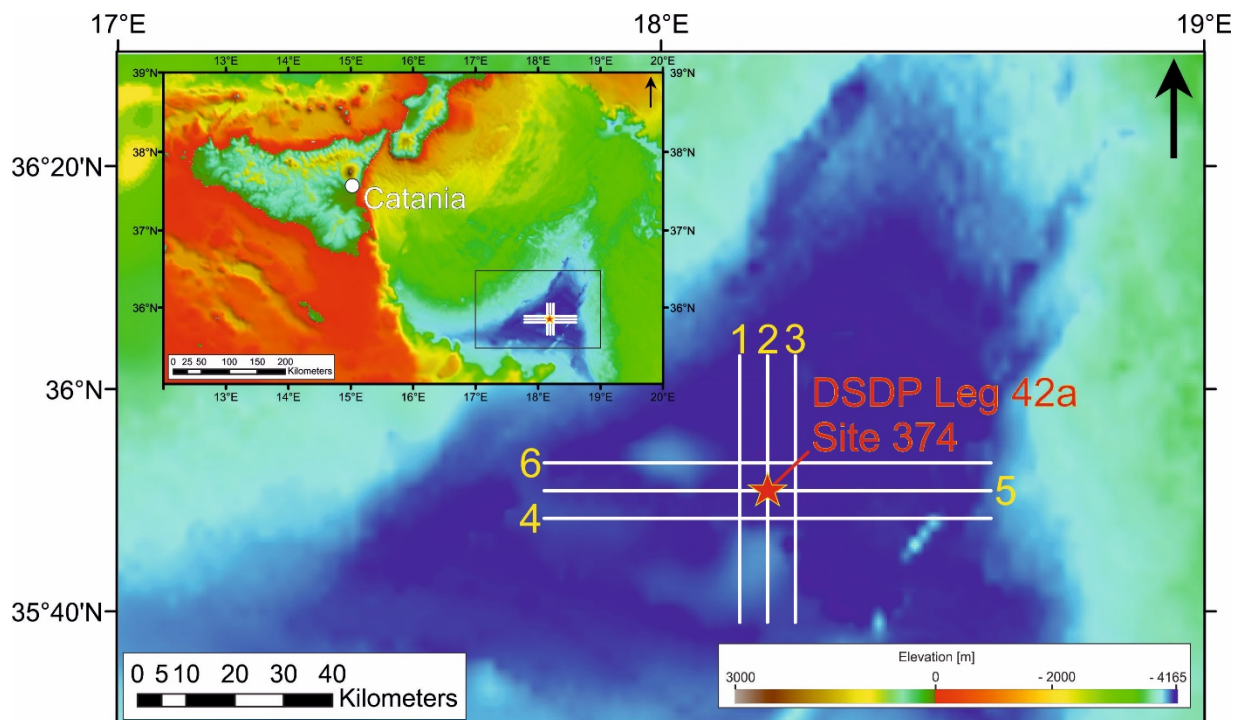 17°E 18°E 19°E
13°E 14°E 15°E 16°E 17°E 18°E 19°E 20°E
39°N 39°N
38°N 38°N
37°N 37°N
36°N 36°N
Catania
0 25 50 100 150 200
Kilometers
13°E 14°E 15°E 16°E 17°E 18°E 19°E 20°E
36°20'N
36°0'N
35°40'N
1 2 3
DSDP Leg 42a
Site 374
6
5
4
0 5 10 20 30 40
Kilometers
Elevation [m]
3000 0 - 2000 - 4165